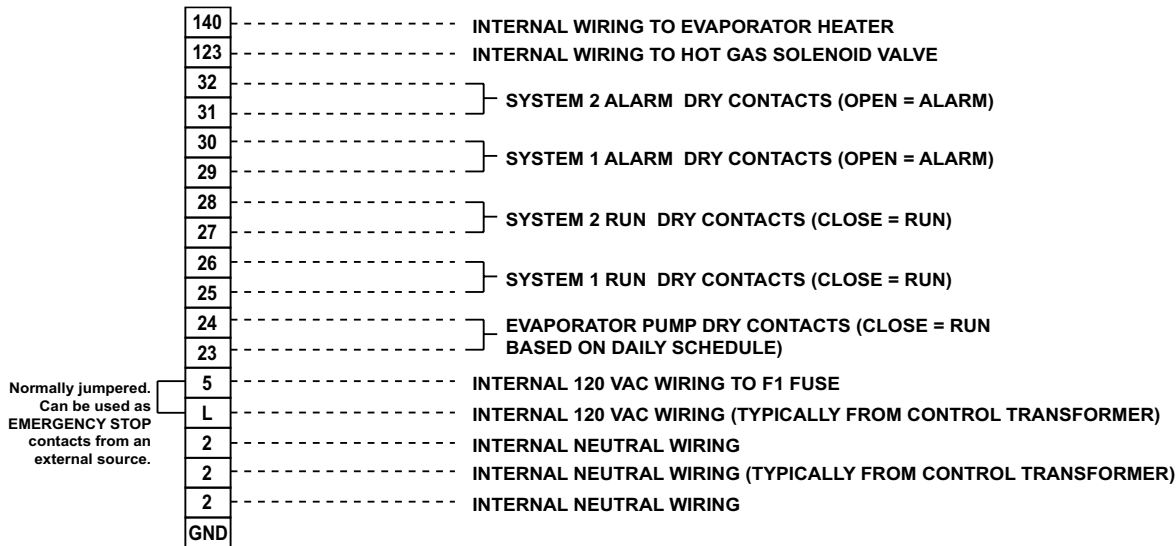 140 INTERNAL WIRING TO EVAPORATOR HEATER
123 INTERNAL WIRING TO HOT GAS SOLENOID VALVE
32
SYSTEM 2 ALARM DRY CONTACTS (OPEN = ALARM)
31
30
SYSTEM 1 ALARM DRY CONTACTS (OPEN = ALARM)
29
28
SYSTEM 2 RUN DRY CONTACTS (CLOSE = RUN)
27
26
SYSTEM 1 RUN DRY CONTACTS (CLOSE = RUN)
25
24
EVAPORATOR PUMP DRY CONTACTS (CLOSE = RUN
BASED ON DAILY SCHEDULE)
23
Normally jumpered.
Can be used as
EMERGENCY STOP
contacts from an
external source.
5 INTERNAL 120 VAC WIRING TO F1 FUSE
L INTERNAL 120 VAC WIRING (TYPICALLY FROM CONTROL TRANSFORMER)
2 INTERNAL NEUTRAL WIRING
2 INTERNAL NEUTRAL WIRING (TYPICALLY FROM CONTROL TRANSFORMER)
2 INTERNAL NEUTRAL WIRING
GND